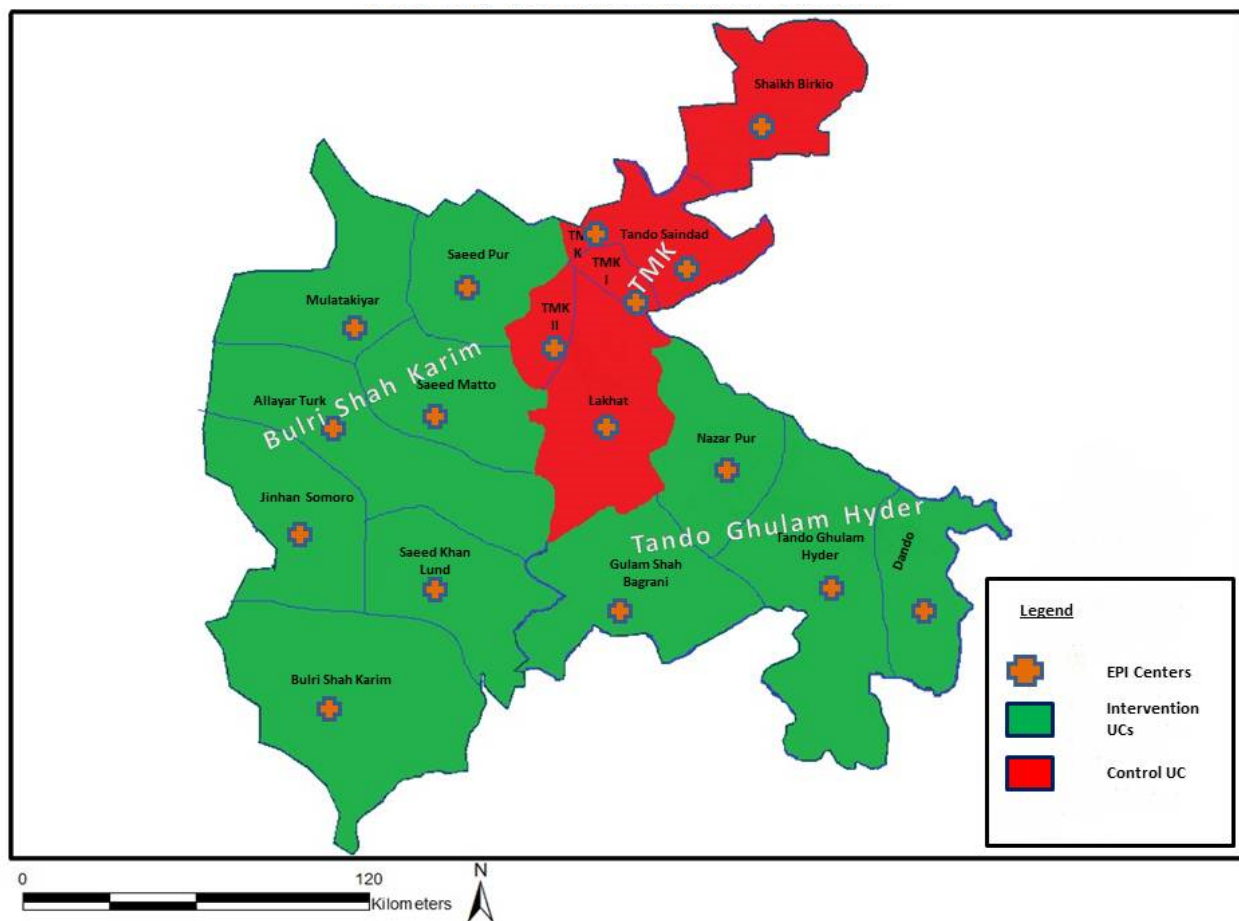 Shaikh Birkio
TM
K
Tando Saindad
TMK
I
TMK
Saeed Pur
Mulatakiyar
TMK
II
Bulri Shah Karim
Saeed Matto
Allayar Turk
Lakhat
Nazar Pur
Jinhan Somoro
Tando Ghulam Hyder
Saeed Khan
Lund
Gulam Shah
Bagrani
Tando Ghulam
Hyder
Dando
Bulri Shah Karim
Legend
EPI Centers
Intervention
UCs
Control UC
0
120
Kilometers
N